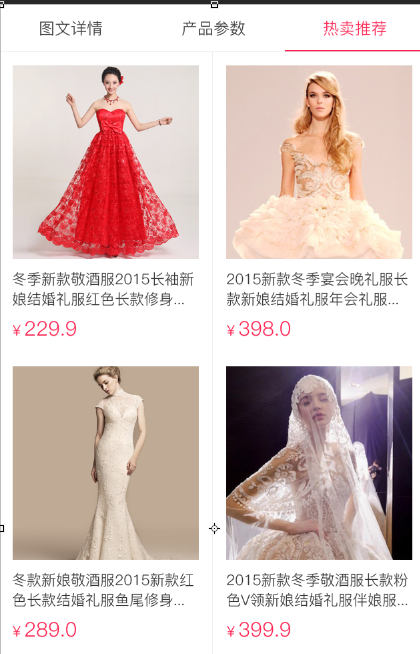 图文详情 产品参数 热卖推荐
冬季新款敬酒服2015长袖新
娘结婚礼服红色长款修身...
¥229.9
2015新款冬季宴会晚礼服长
款新娘结婚礼服年会礼服...
¥398.0
冬款新娘敬酒服2015新款红
色长款结婚礼服鱼尾修身...
¥289.0
2015新款冬季敬酒服长款粉
色V领新娘结婚礼服伴娘服...
¥399.9